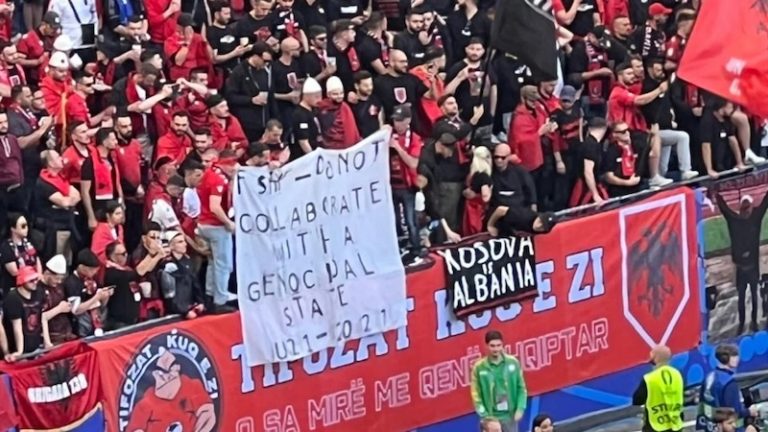 DO NOT
COLLABORATE
WITH A
GENOCIDAL
STATE
KOSOVA
IS
ALBANIA
TIFOZAT KUQ E ZI
O SA MIRË ME QENË SHQIPTAR
TIFOZAT KUQ E ZI